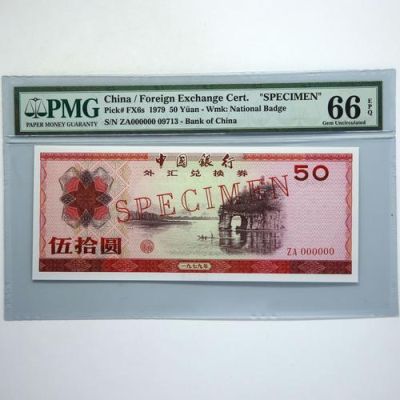 PMG
PAPER MONEY GUARANTY
China / Foreign Exchange Cert. "SPECIMEN"
Pick# FX6s 1979 50 Yüan - Wmk: National Badge
S/N ZA000000 09713 - Bank of China
66 EPQ
Gem Uncirculated
中国银行
外汇兑换券
50
SPECIMEN
伍拾圆
ZA 000000
一九七九年